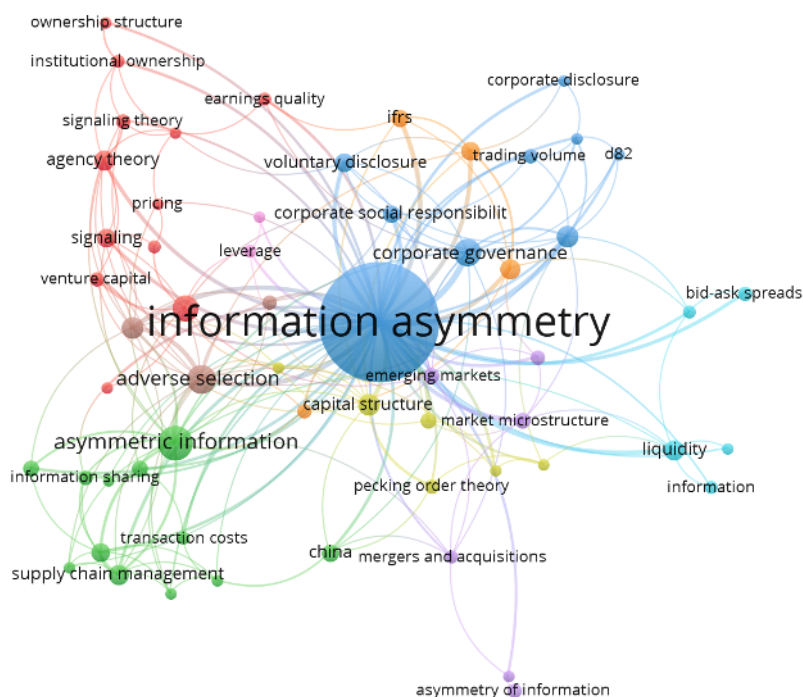 ownership structure
institutional ownership
corporate disclosure
earnings quality
ifrs
signaling theory
trading volume
d82
agency theory
voluntary disclosure
pricing
corporate social responsibilit
signaling
leverage
corporate governance
venture capital
bid-ask spreads
information asymmetry
adverse selection
emerging markets
capital structure
market microstructure
asymmetric information
liquidity
information sharing
pecking order theory
information
transaction costs
china
mergers and acquisitions
supply chain management
asymmetry of information